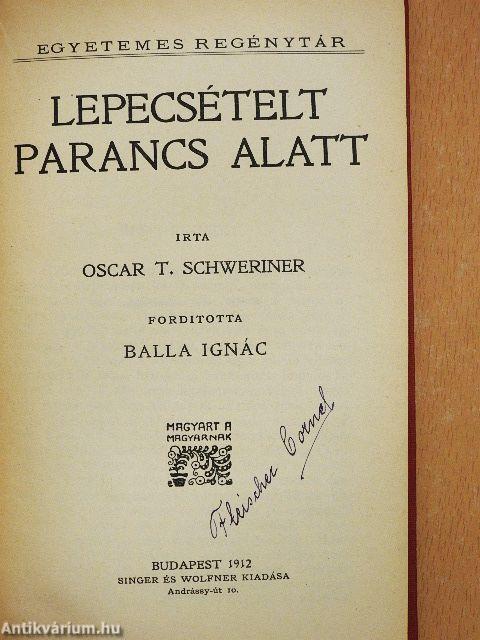 EGYETEMES REGÉNYTÁR
LEPECSÉTELT
PARANCS ALATT
IRTA
OSCAR T. SCHWERINER
FORDITOTTA
BALLA IGNÁC
MAGYART A
MAGYARNAK
Fleischer Cornel
BUDAPEST 1912
SINGER ÉS WOLFNER KIADÁSA
Andrássy-út 10.
Antikvárium.hu